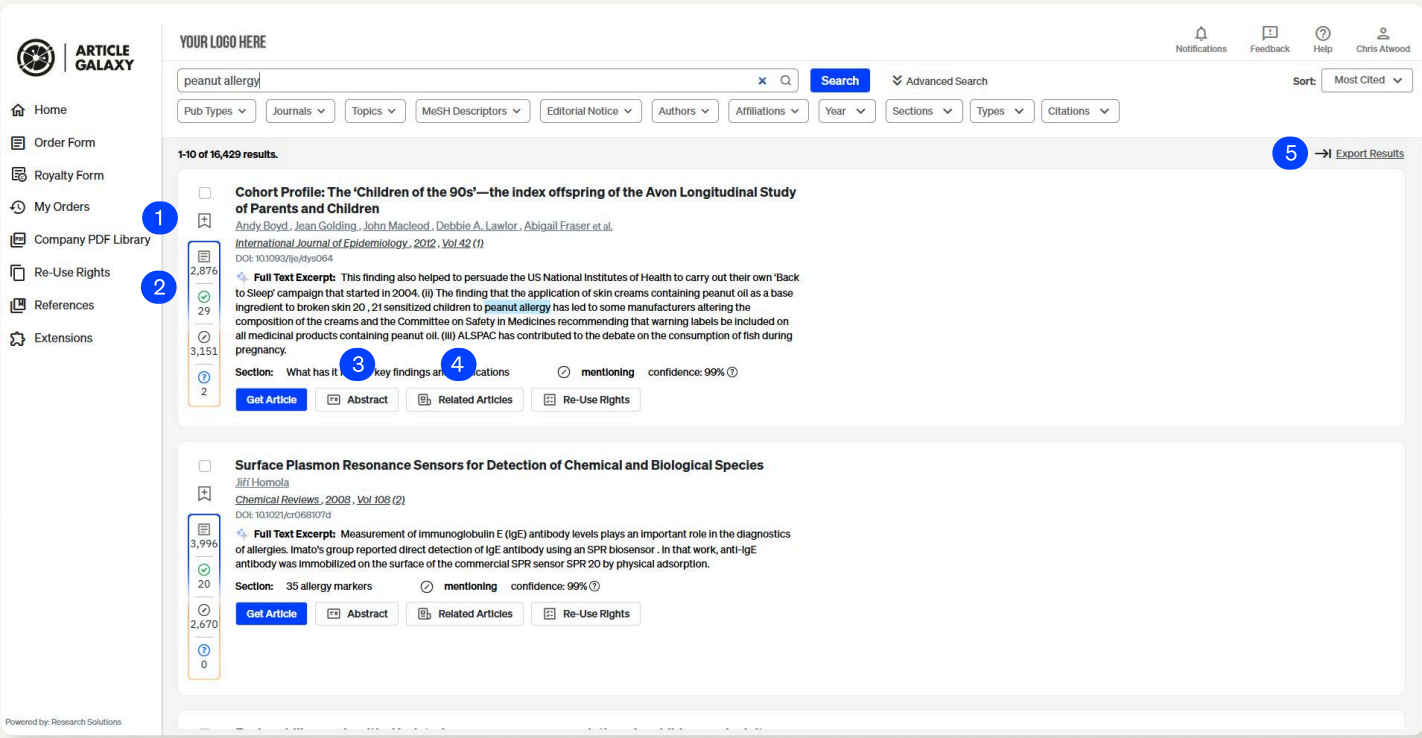 ARTICLE
GALAXY
Home
Order Form
Royalty Form
My Orders
Company PDF Library
Re-Use Rights
References
Extensions
Powered by: Research Solutions
YOUR LOGO HERE
Notifications
Feedback
Help
Chris Atwood
peanut allergy
Search
Advanced Search
Sort: Most Cited
Pub Types Journals Topics MeSH Descriptors Editorial Notice Authors Affiliations Year Sections Types Citations
1-10 of 16,429 results.
5 Export Results
1
2
Cohort Profile: The ‘Children of the 90s’—the index offspring of the Avon Longitudinal Study
of Parents and Children
Andy Boyd , Jean Golding , John Macleod , Debbie A. Lawlor , Abigail Fraser et al.
International Journal of Epidemiology , 2012 , Vol 42 (1)
DOI: 10.1093/ije/dys064
2,876
29
3,151
2
Full Text Excerpt: This finding also helped to persuade the US National Institutes of Health to carry out their own ‘Back
to Sleep’ campaign that started in 2004. (ii) The finding that the application of skin creams containing peanut oil as a base
ingredient to broken skin 20 , 21 sensitized children to peanut allergy has led to some manufacturers altering the
composition of the creams and the Committee on Safety in Medicines recommending that warning labels be included on
all medicinal products containing peanut oil. (iii) ALSPAC has contributed to the debate on the consumption of fish during
pregnancy.
3 4
Section: What has it key findings mentioning confidence: 99%
Get Article Abstract Related Articles Re-Use Rights
Surface Plasmon Resonance Sensors for Detection of Chemical and Biological Species
Jiří Homola
Chemical Reviews , 2008 , Vol 108 (2)
DOI: 10.1021/cr068107d
3,996
20
2,670
0
Full Text Excerpt: Measurement of immunoglobulin E (IgE) antibody levels plays an important role in the diagnostics
of allergies. Imato's group reported direct detection of IgE antibody using an SPR biosensor . In that work, anti-IgE
antibody was immobilized on the surface of the commercial SPR sensor SPR 20 by physical adsorption.
Section: 35 allergy markers mentioning confidence: 99%
Get Article Abstract Related Articles Re-Use Rights